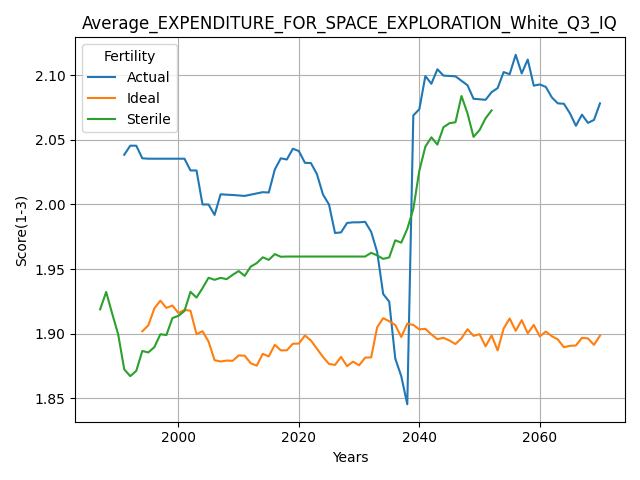 Average_EXPENDITURE_FOR_SPACE_EXPLORATION_White_Q3_IQ
Fertility
Actual
Ideal
Sterile
2.10
2.05
2.00
1.95
1.90
1.85
Score(1-3)
2000
2020
2040
2060
Years